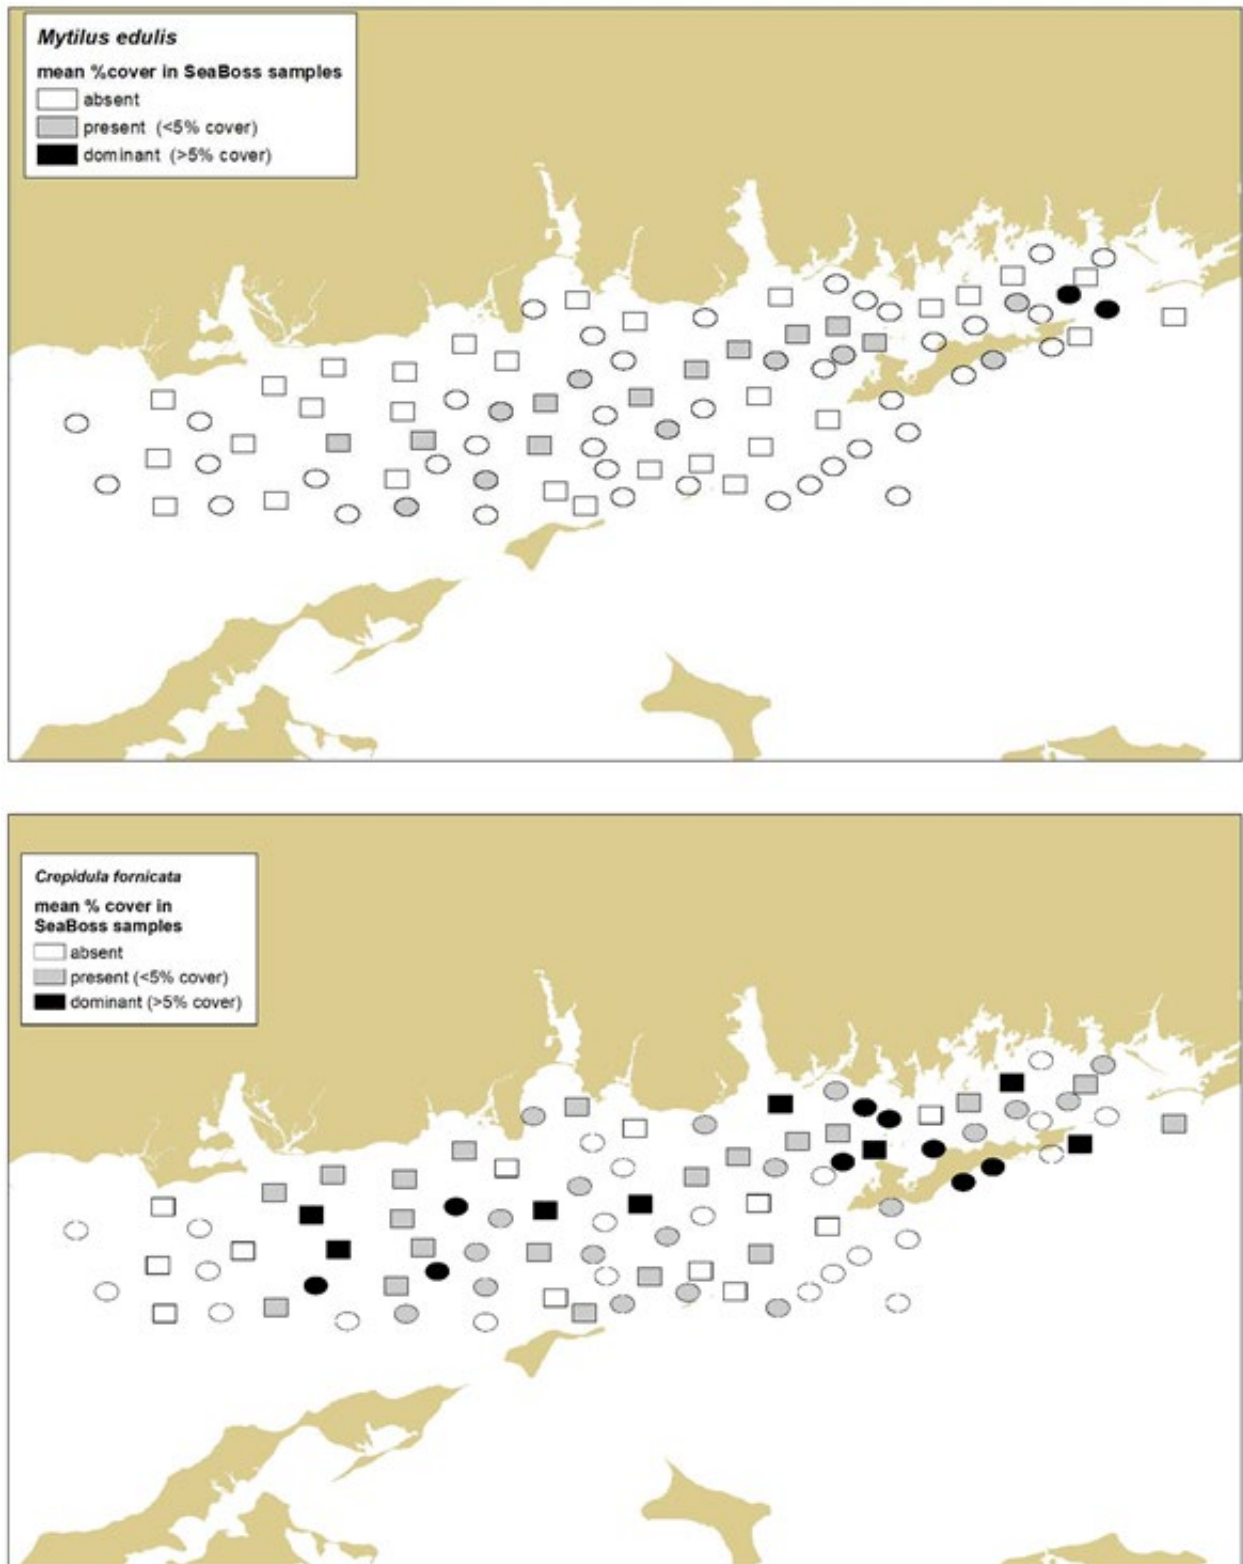 Mytilus edulis
mean %cover in SeaBoss samples
absent
present (<5% cover)
dominant (>5% cover)
Crepidula fornicata
mean % cover in
SeaBoss samples
absent
present (<5% cover)
dominant (>5% cover)